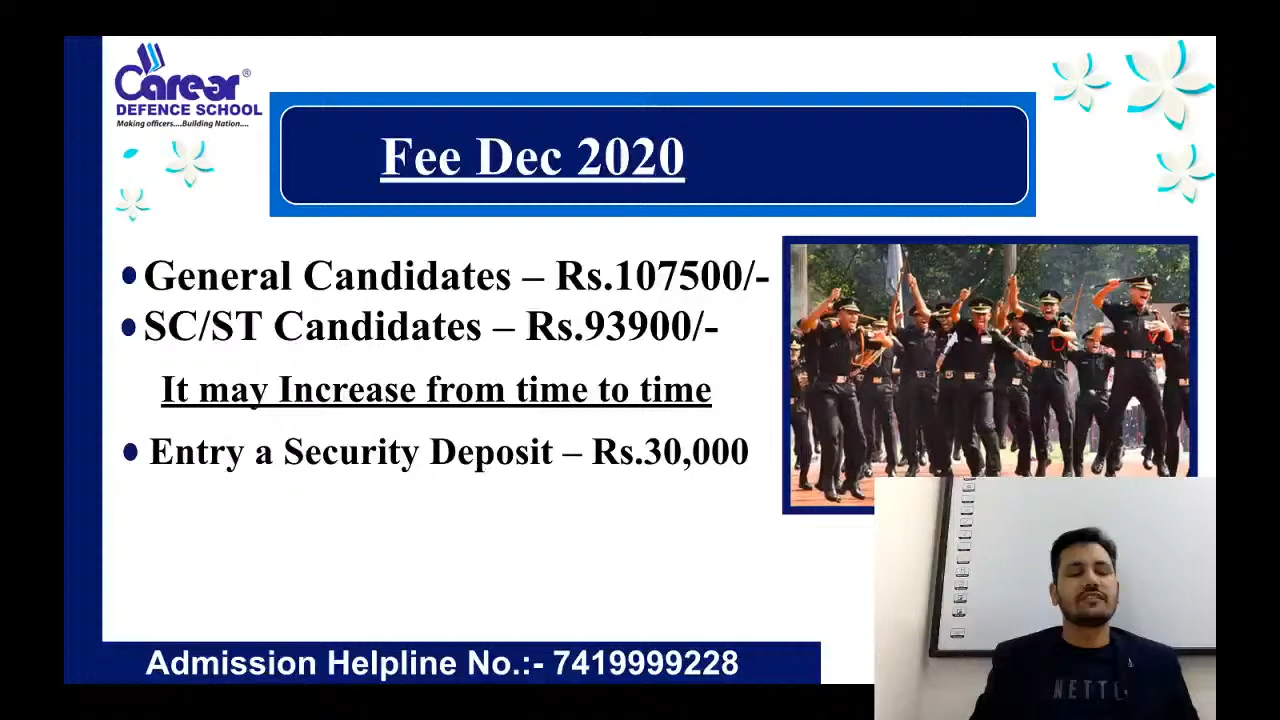 Carear®
DEFENCE SCHOOL
Making officers....Building Nation....
Fee Dec 2020
General Candidates – Rs.107500/-
SC/ST Candidates – Rs.93900/-
It may Increase from time to time
Entry a Security Deposit – Rs.30,000
Admission Helpline No.:- 7419999228